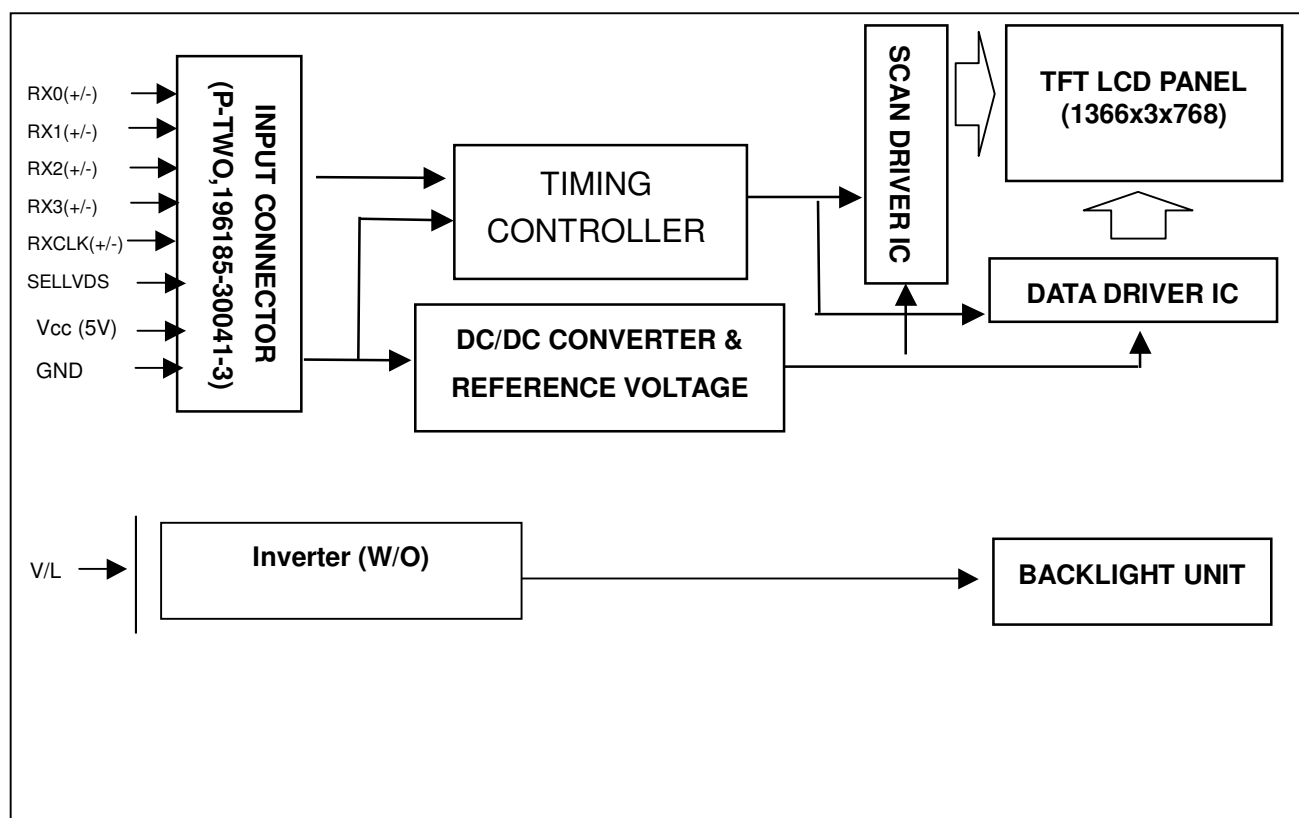 RX0(+/-)
RX1(+/-)
RX2(+/-)
RX3(+/-)
RXCLK(+/-)
SELLVDS
Vcc (5V)
GND
INPUT CONNECTOR
(P-TWO,196185-30041-3)
TIMING
CONTROLLER
DC/DC CONVERTER &
REFERENCE VOLTAGE
SCAN DRIVER IC
TFT LCD PANEL
(1366x3x768)
DATA DRIVER IC
V/L
Inverter (W/O)
BACKLIGHT UNIT